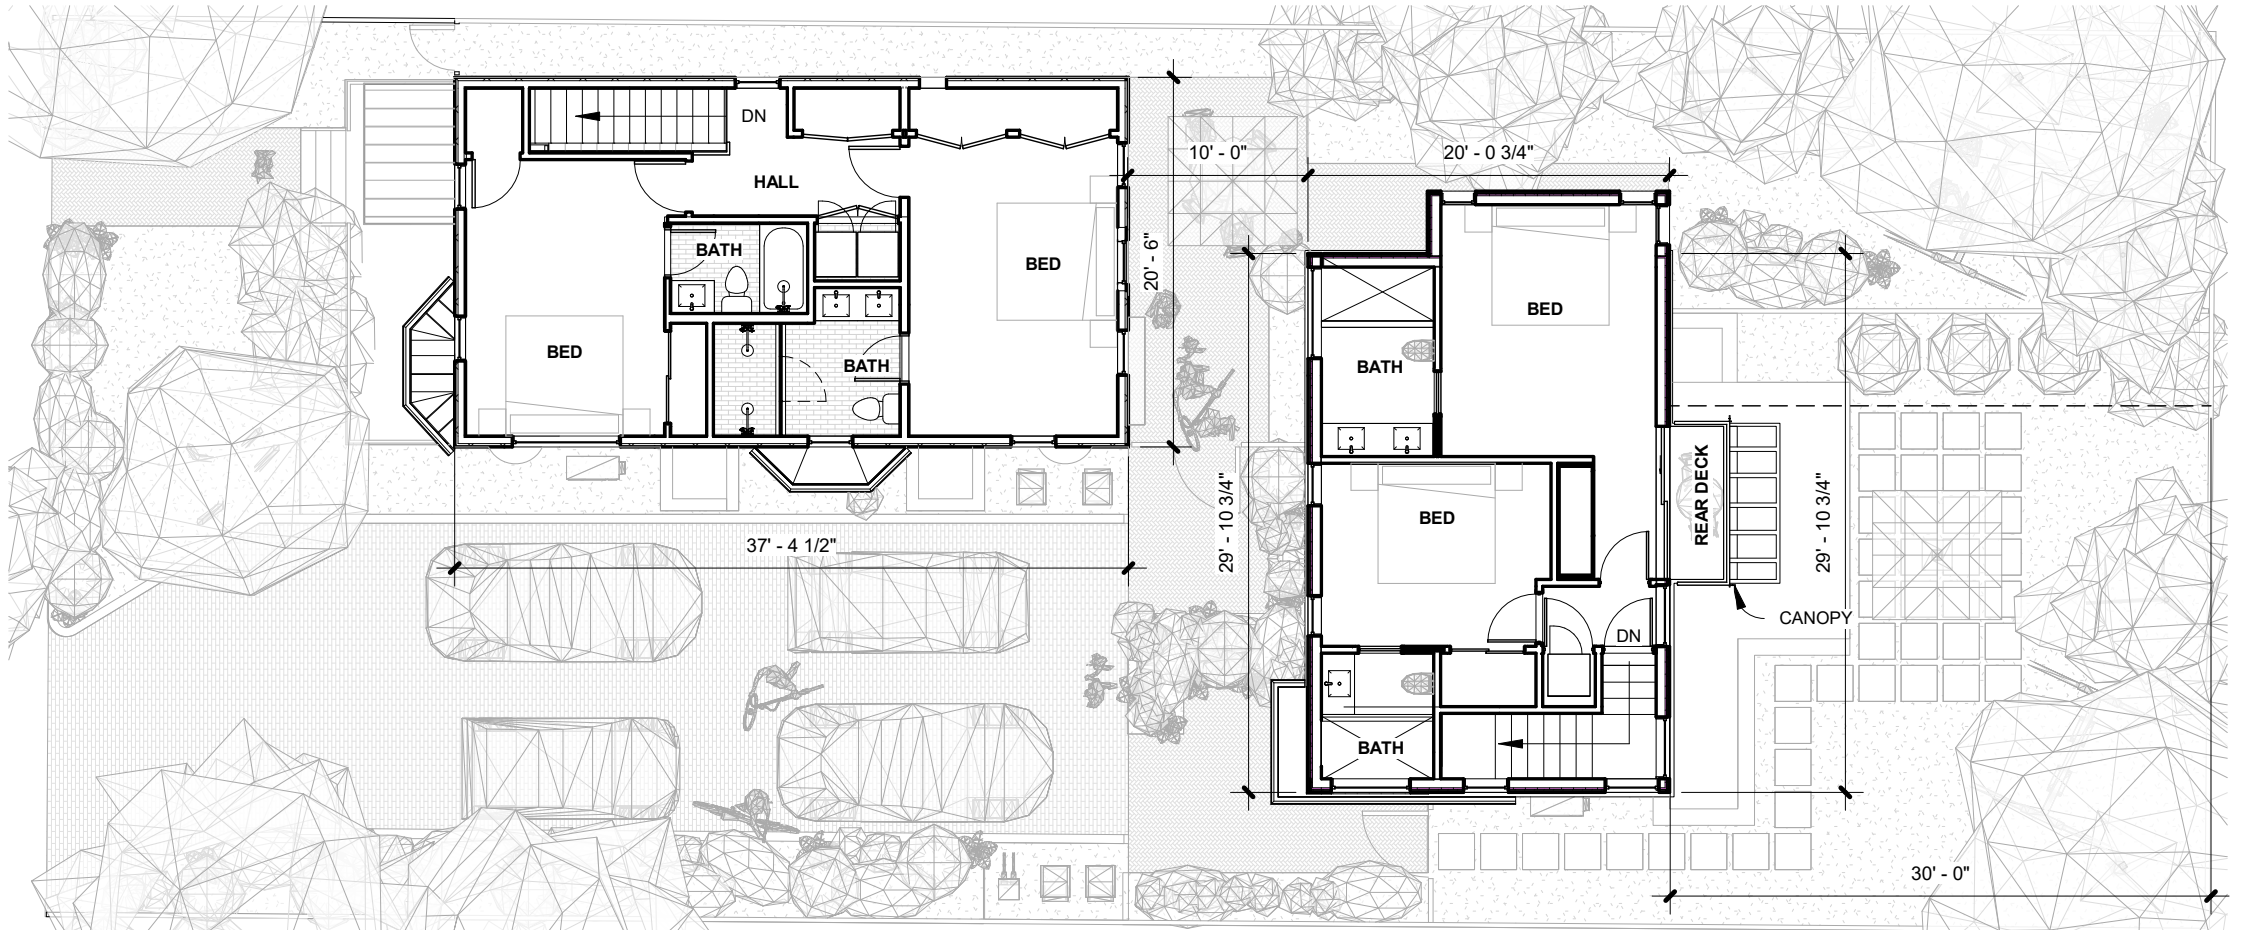 DN
10' - 0"
20' - 0 3/4"
HALL
BATH
BED
20' - 6"
BED
BED
BATH
BATH
REAR DECK
BED
29' - 10 3/4"
29' - 10 3/4"
37' - 4 1/2"
CANOPY
DN
BATH
30' - 0"